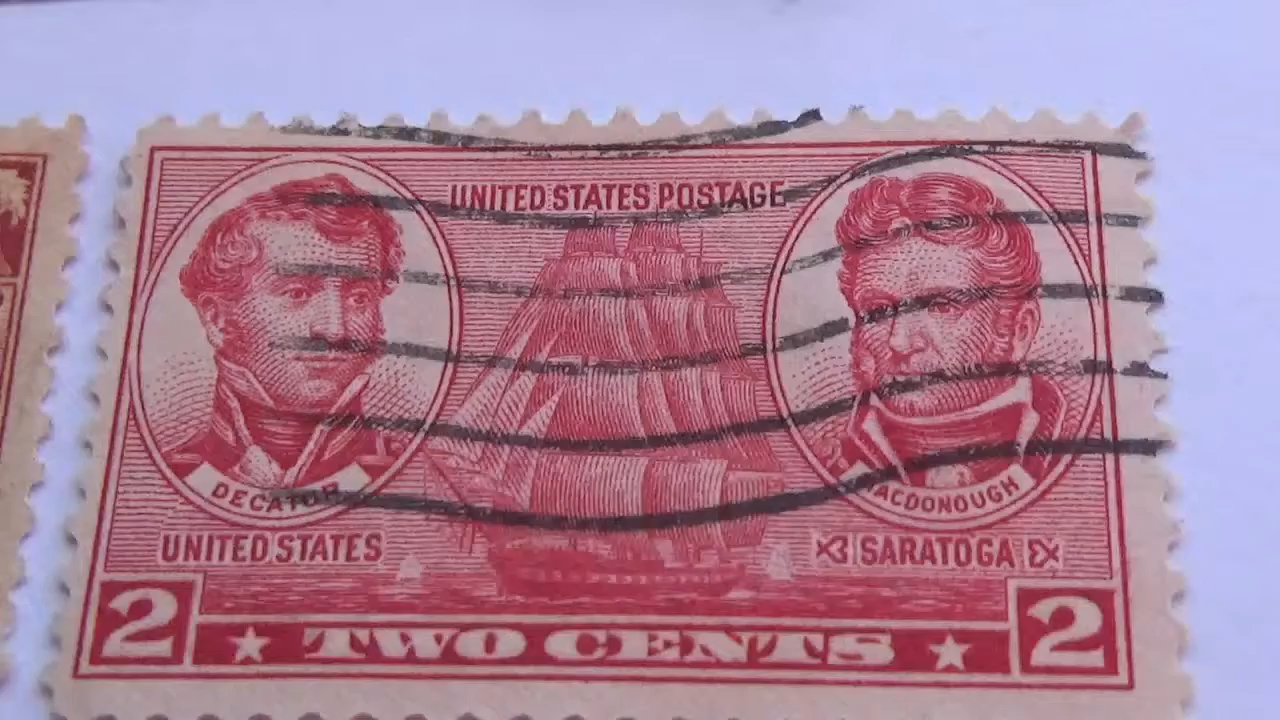 UNITED STATES POSTAGE
DECATUR
MACDONOUGH
UNITED STATES
SARATOGA
2 TWO CENTS 2